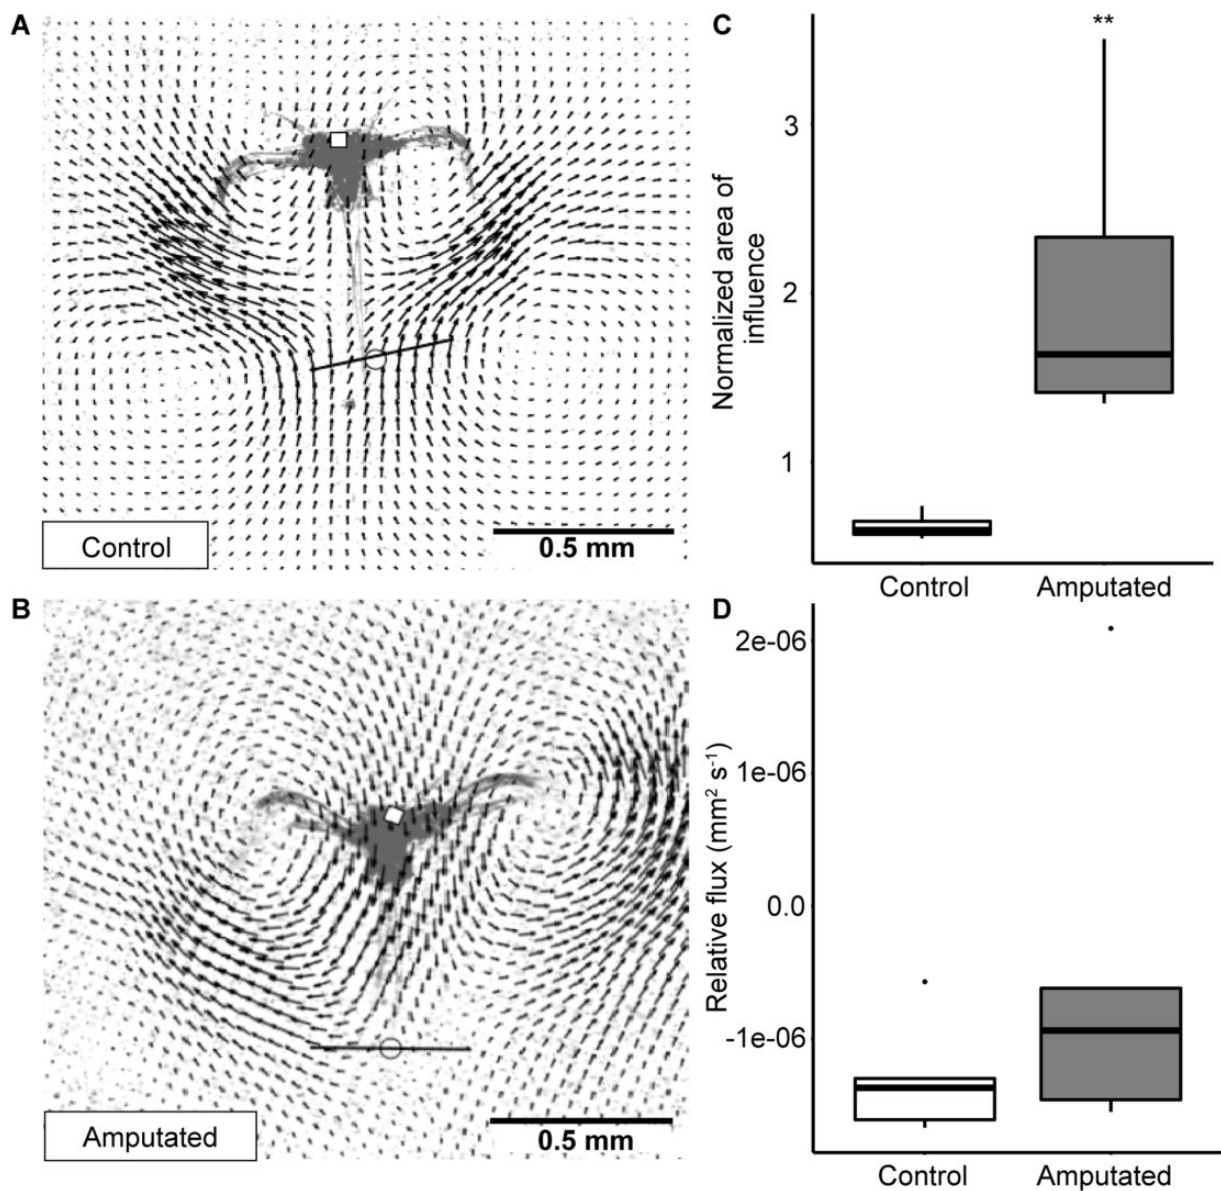 A
Control
0.5 mm
B
Amputated
0.5 mm
C
**
3
2
1
Normalized area of
influence
Control
Amputated
D
2e-06
1e-06
0.0
-1e-06
Relative flux (mm² s⁻¹)
Control
Amputated